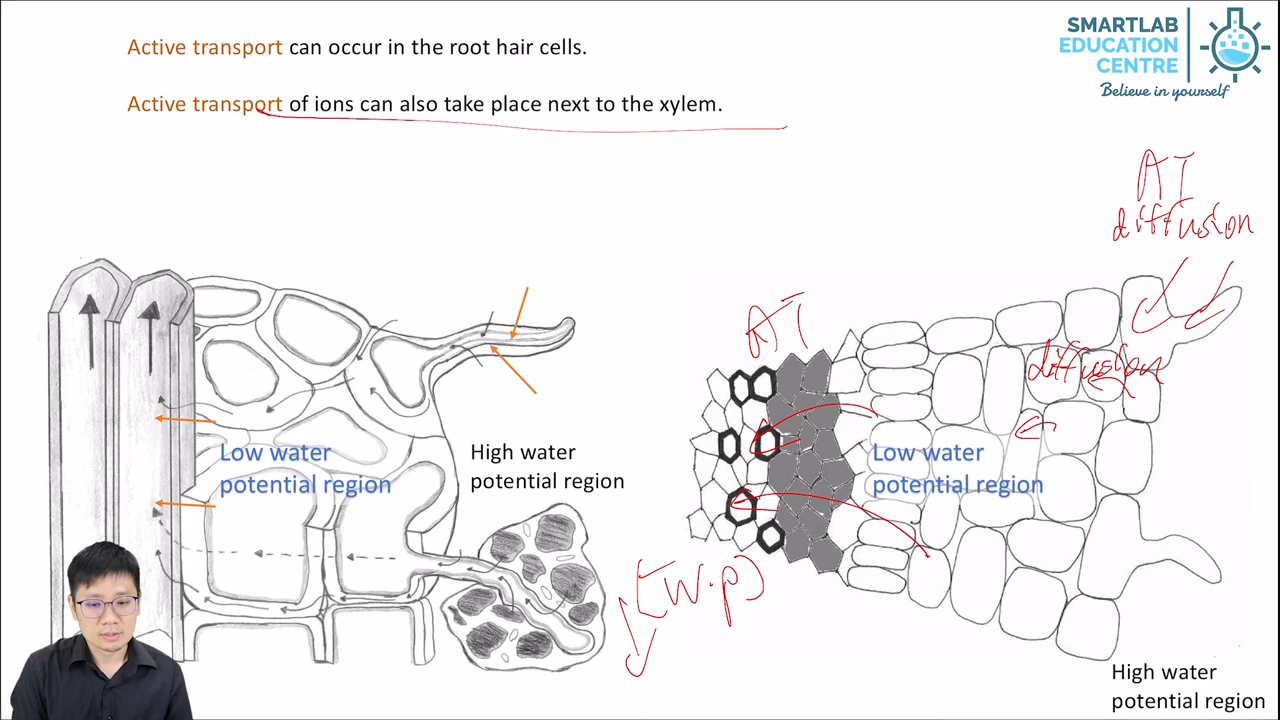 Active transport can occur in the root hair cells.
Active transport of ions can also take place next to the xylem.
SMARTLAB
EDUCATION
CENTRE
Believe in yourself
AT
diffusion
AT
diffusion
Low water
potential region
High water
potential region
Low water
potential region
(W.p)
High water
potential region